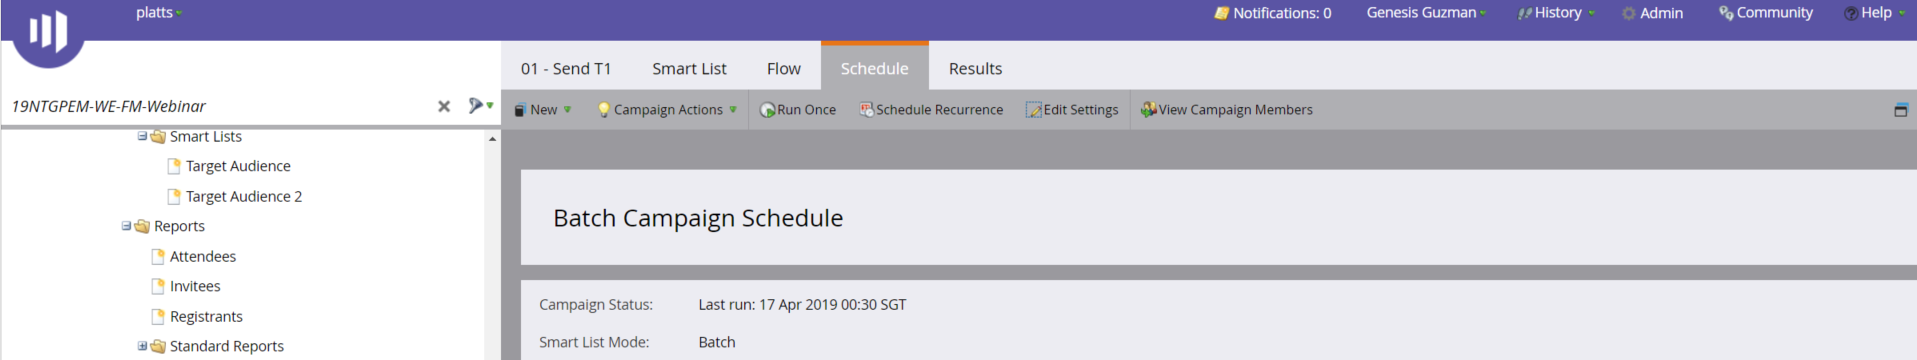 platts
Notifications: 0 Genesis Guzman History Admin Community Help
01 - Send T1 Smart List Flow Schedule Results
19NTGPEM-WE-FM-Webinar
New Campaign Actions Run Once Schedule Recurrence Edit Settings View Campaign Members
Smart Lists
Target Audience
Target Audience 2
Reports
Attendees
Invitees
Registrants
Standard Reports
Batch Campaign Schedule
Campaign Status: Last run: 17 Apr 2019 00:30 SGT
Smart List Mode: Batch